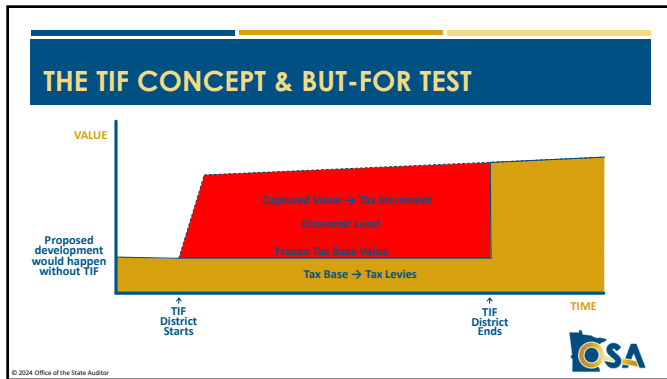 THE TIF CONCEPT & BUT-FOR TEST
VALUE
Captured Value → Tax Increment
Economic Loss!
Frozen Tax Base Value
Proposed
development
would happen
without TIF
Tax Base → Tax Levies
TIME
↑
TIF
District
Starts
↑
TIF
District
Ends
OSA
© 2024 Office of the State Auditor